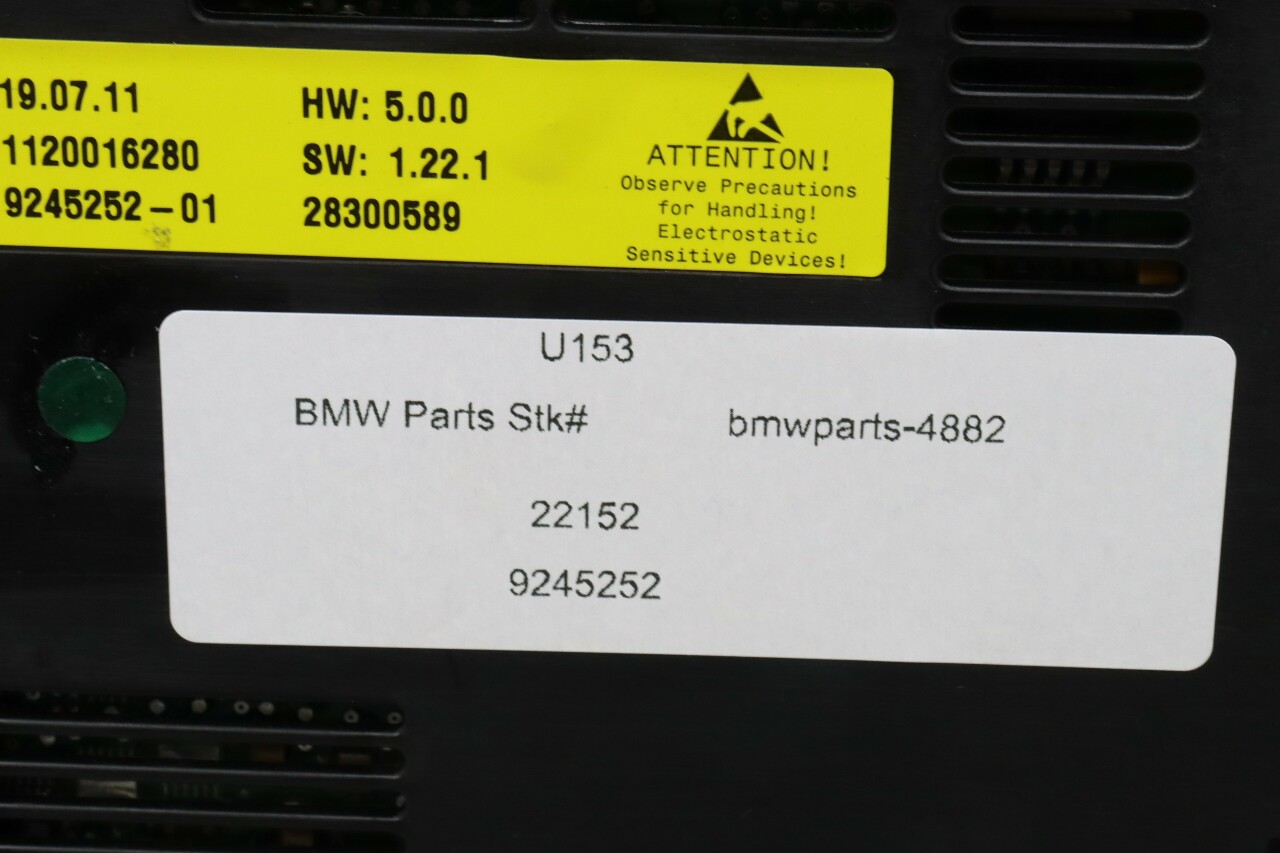 19.07.11 HW: 5.0.0
1120016280 SW: 1.22.1
9245252-01 28300589
ATTENTION!
Observe Precautions
for Handling!
Electrostatic
Sensitive Devices!
U153
BMW Parts Stk# bmwparts-4882
22152
9245252